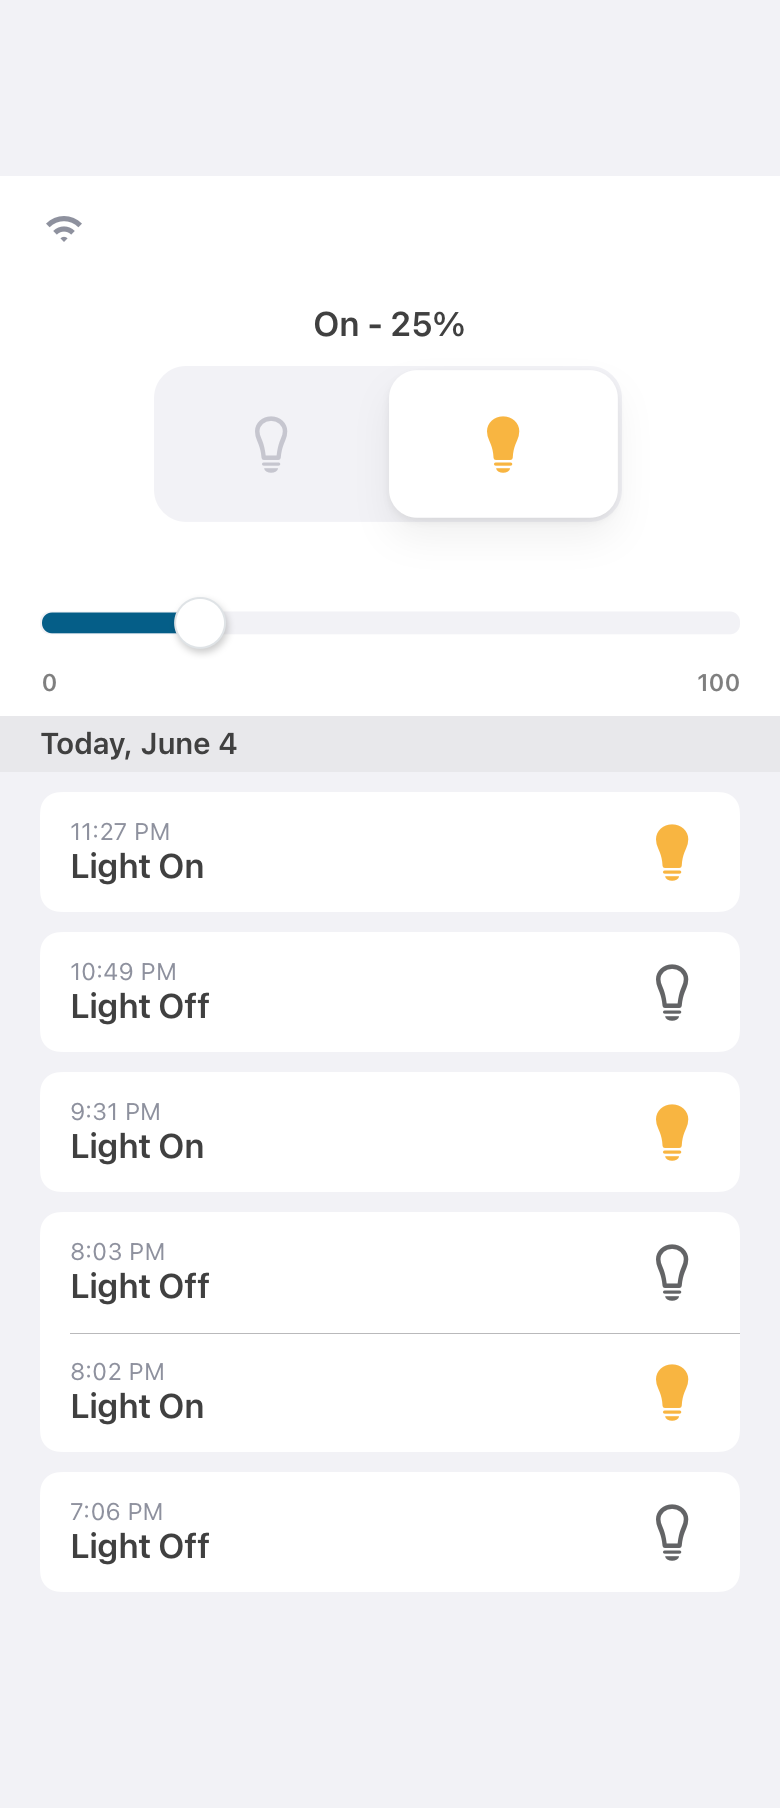 On - 25%
0
100
Today, June 4
11:27 PM
Light On
10:49 PM
Light Off
9:31 PM
Light On
8:03 PM
Light Off
8:02 PM
Light On
7:06 PM
Light Off